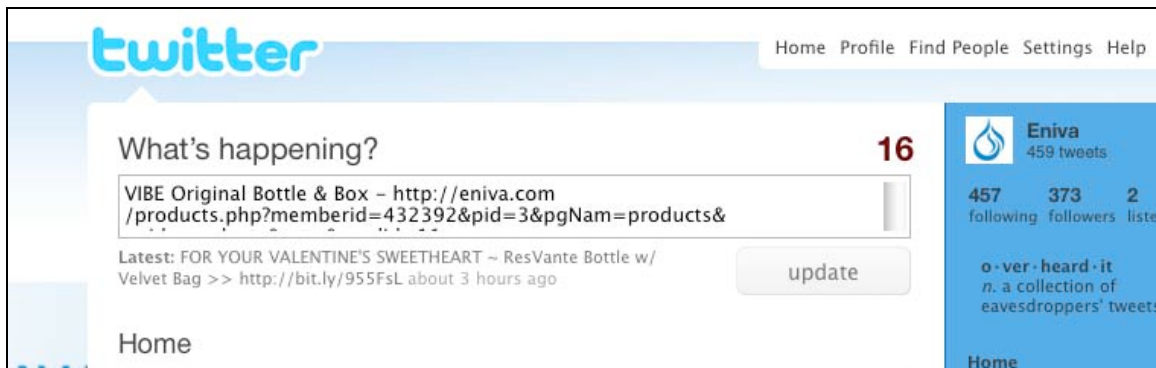 twitter
Home Profile Find People Settings Help
What's happening?
16
VIBE Original Bottle & Box – http://eniva.com
/products.php?memberid=432392&pid=3&pgNam=products&
Latest: FOR YOUR VALENTINE'S SWEETHEART ~ ResVante Bottle w/
Velvet Bag >> http://bit.ly/955FsL about 3 hours ago
update
Home
Eniva
459 tweets
457 373 2
following followers liste
o·ver·heard·it
n. a collection of
eavesdroppers' tweets
Home